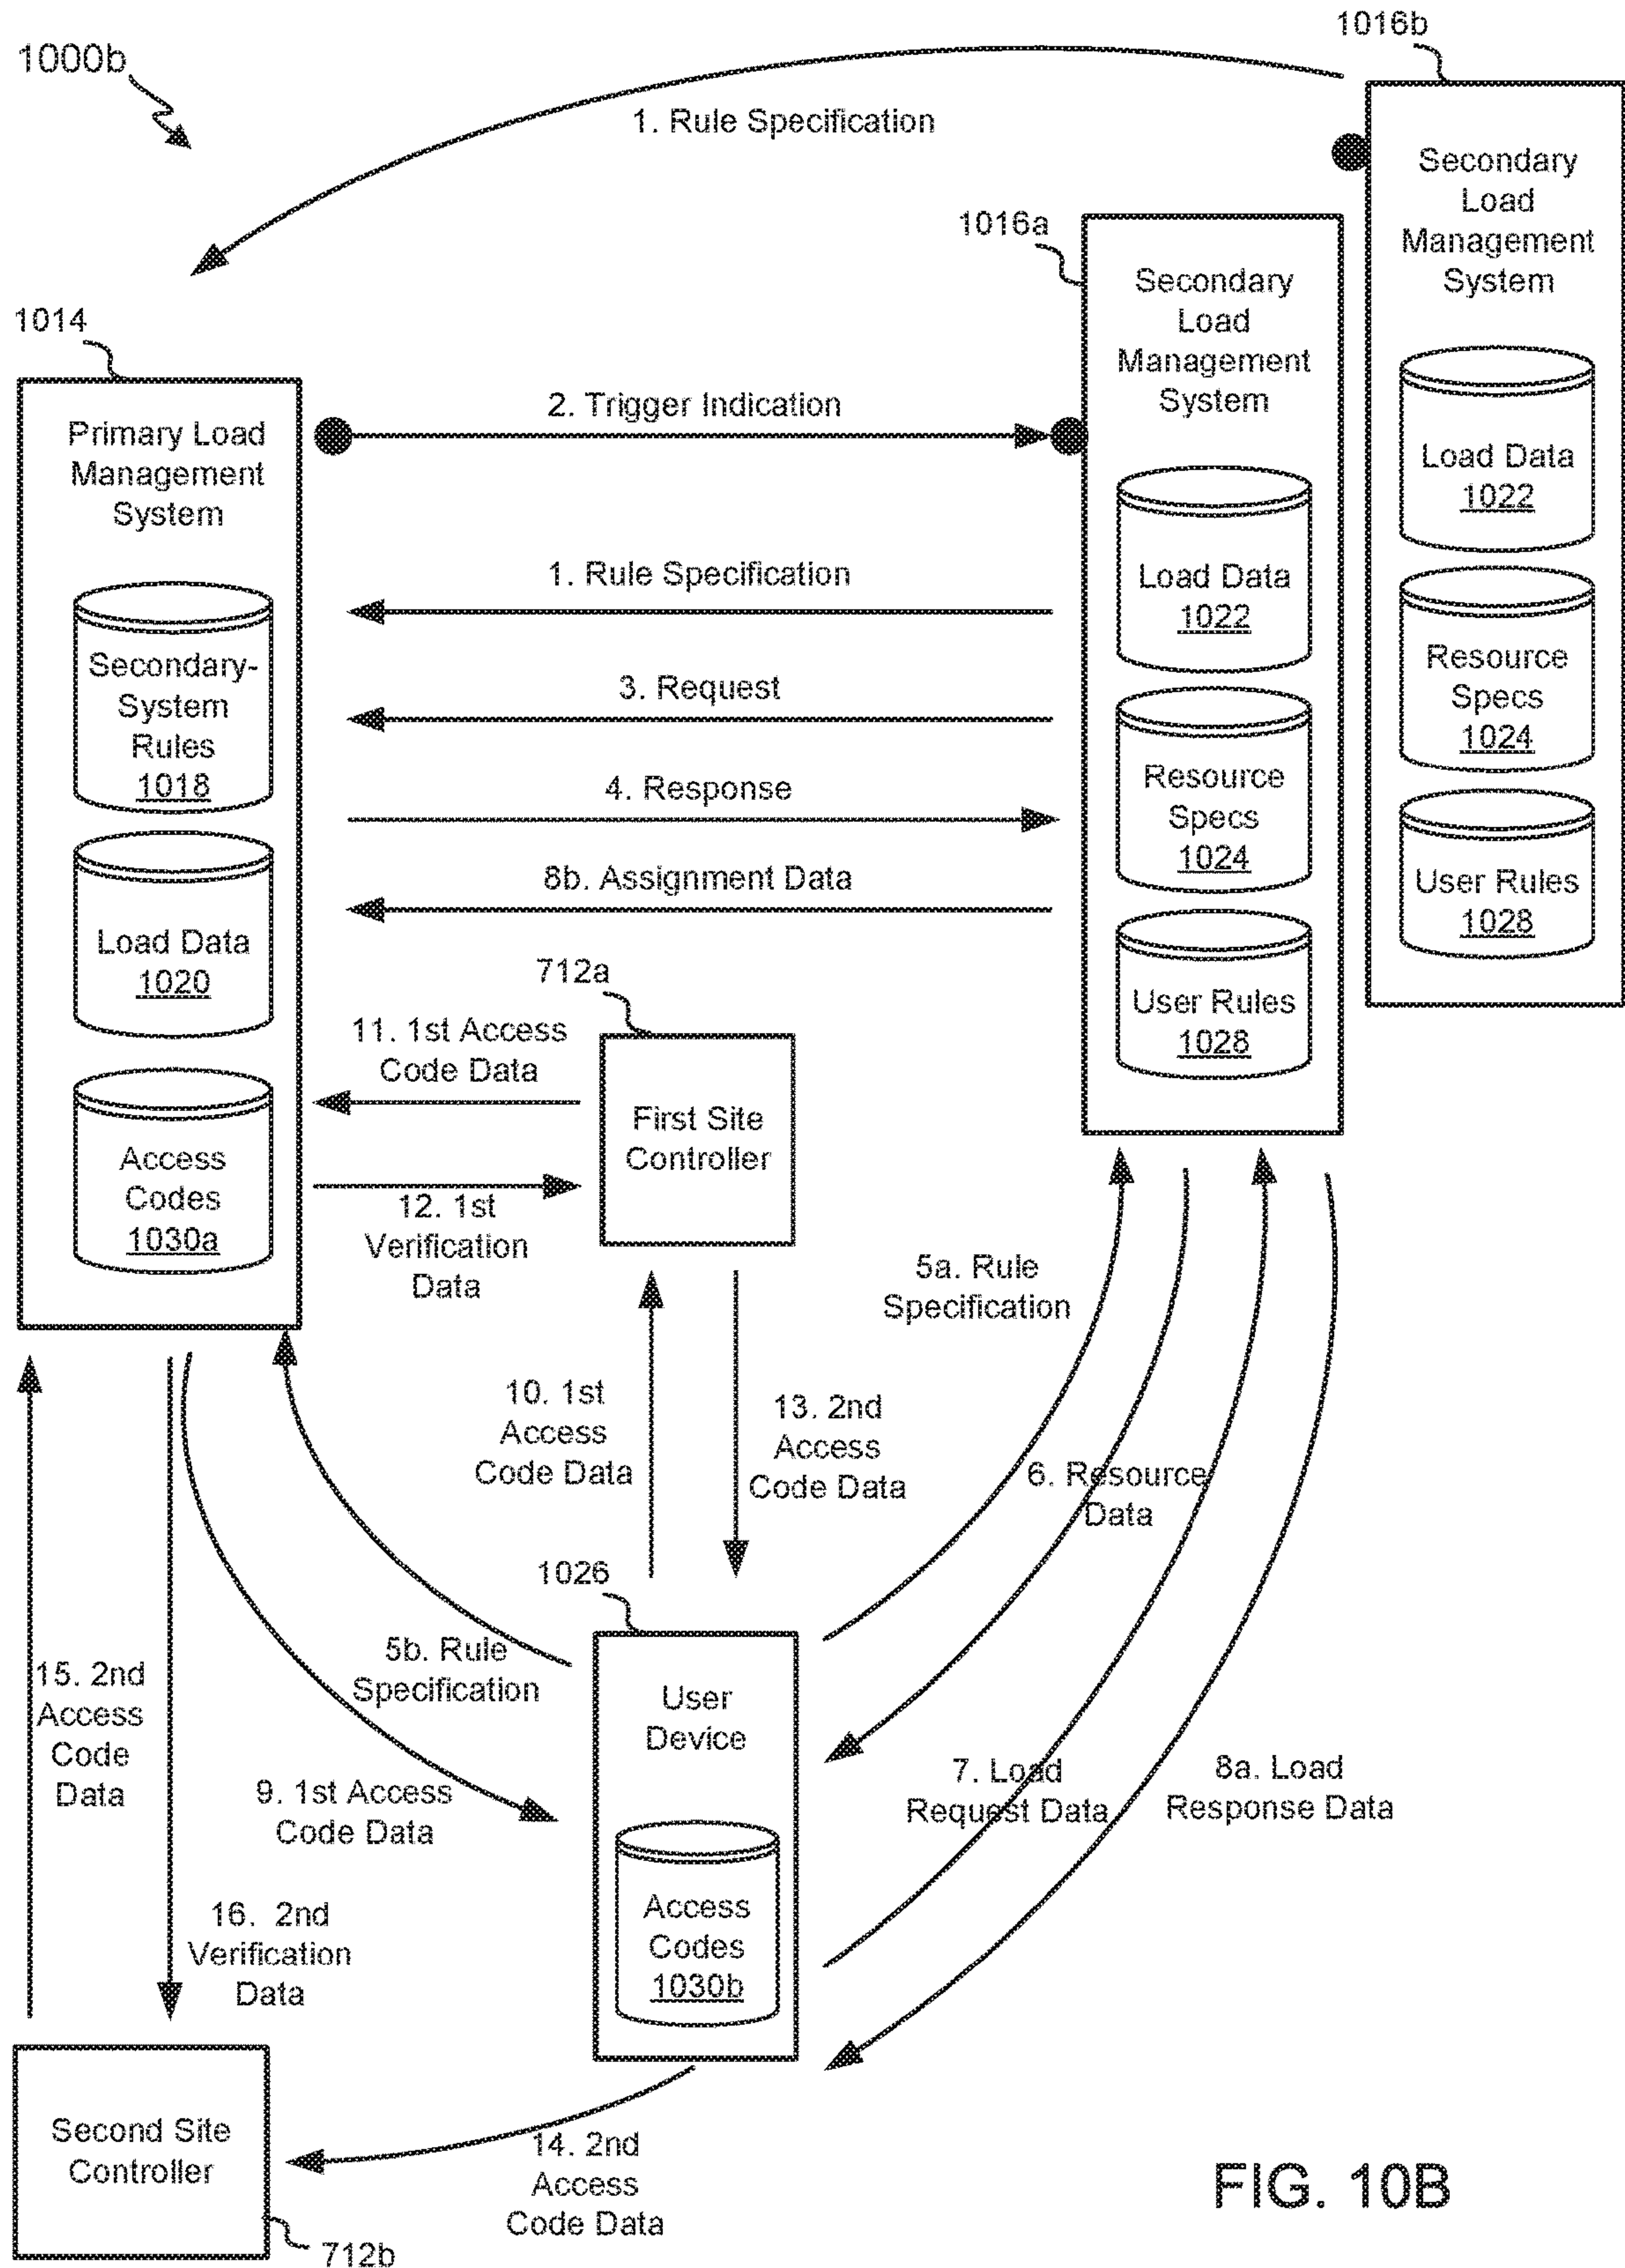 1000b
1016b
1. Rule Specification
Secondary
Load
Management
System
Load Data
1022
Resource
Specs
1024
User Rules
1028
1016a
Secondary
Load
Management
System
Load Data
1022
Resource
Specs
1024
User Rules
1028
1014
Primary Load
Management
System
Secondary-
System
Rules
1018
Load Data
1020
Access
Codes
1030a
2. Trigger Indication
1. Rule Specification
3. Request
4. Response
8b. Assignment Data
712a
11. 1st Access
Code Data
First Site
Controller
12. 1st
Verification
Data
5a. Rule
Specification
10. 1st
Access
Code Data
13. 2nd
Access
Code Data
6. Resource
Data
1026
5b. Rule
Specification
User
Device
Access
Codes
1030b
15. 2nd
Access
Code
Data
9. 1st Access
Code Data
7. Load
Request Data
8a. Load
Response Data
16. 2nd
Verification
Data
Second Site
Controller
712b
14. 2nd
Access
Code Data
FIG. 10B